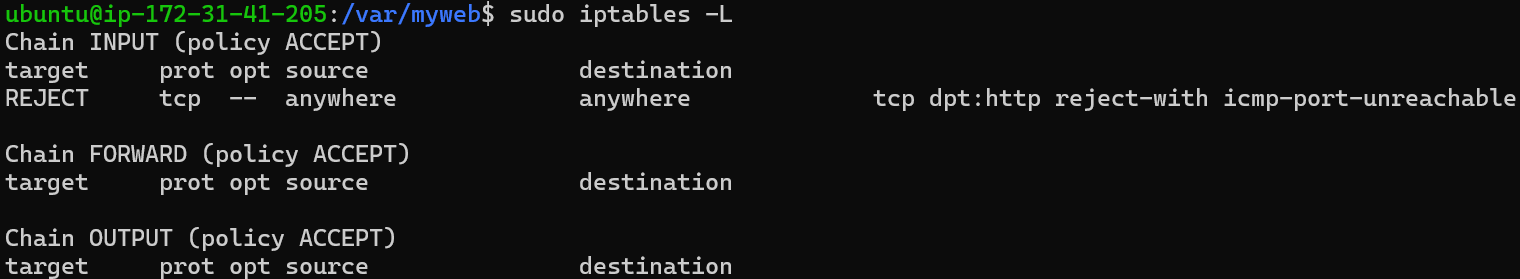 ubuntu@ip-172-31-41-205:/var/myweb$ sudo iptables -L
Chain INPUT (policy ACCEPT)
target     prot opt source               destination
REJECT     tcp  --  anywhere             anywhere             tcp dpt:http reject-with icmp-port-unreachable

Chain FORWARD (policy ACCEPT)
target     prot opt source               destination

Chain OUTPUT (policy ACCEPT)
target     prot opt source               destination